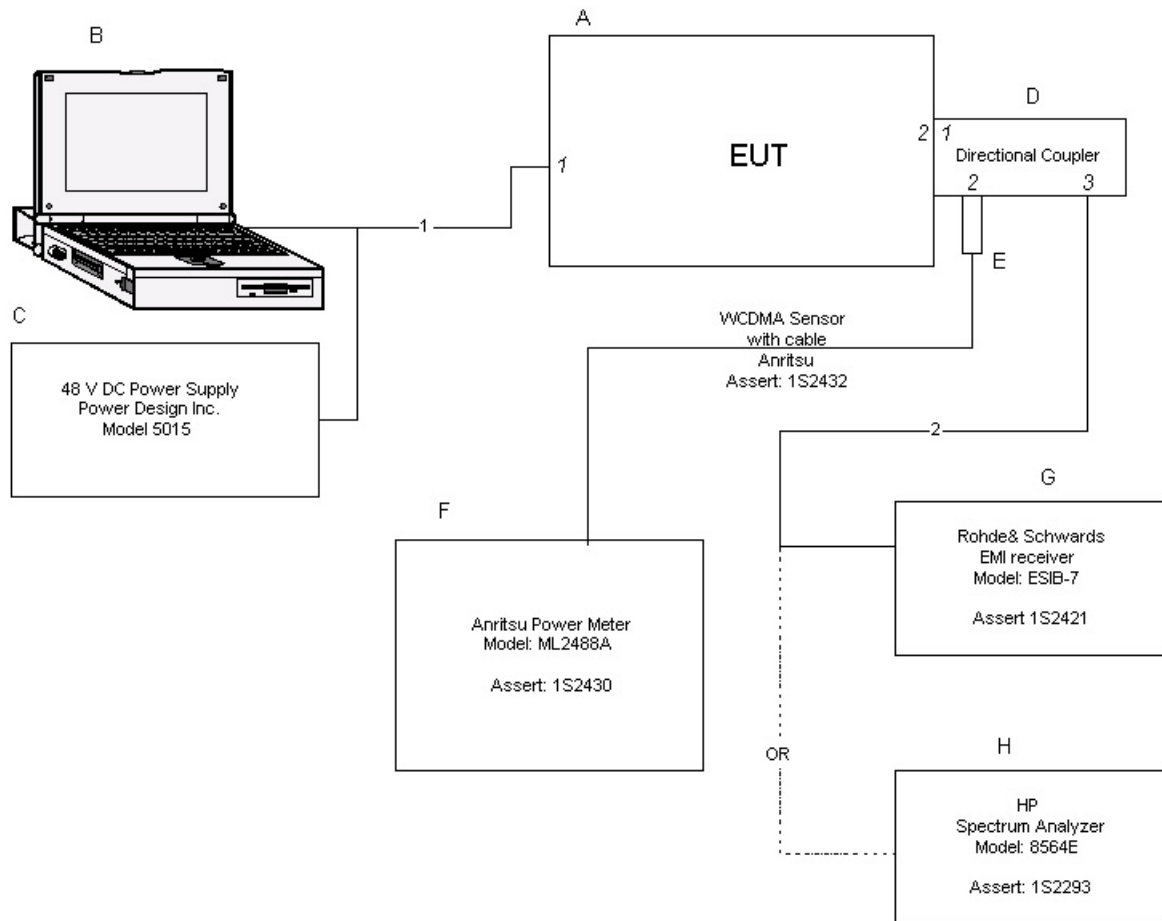 A
B
D
EUT
1
2
1
Directional Coupler
2
3
1
E
C
WCDMA Sensor
with cable
Anritsu
Assert: 1S2432
48 V DC Power Supply
Power Design Inc.
Model 5015
2
G
F
Rohde& Schwards
EMI receiver
Model: ESIB-7
Assert 1S2421
Anritsu Power Meter
Model: ML2488A
Assert: 1S2430
H
OR
HP
Spectrum Analyzer
Model: 8564E
Assert: 1S2293